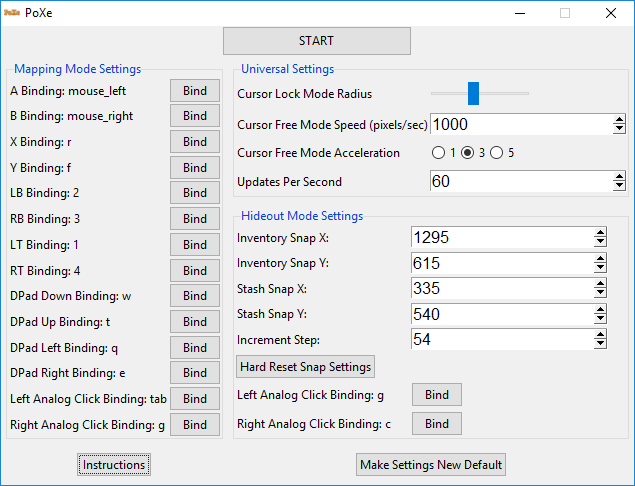 PoXe
START
Mapping Mode Settings
A Binding: mouse_left Bind
B Binding: mouse_right Bind
X Binding: r Bind
Y Binding: f Bind
LB Binding: 2 Bind
RB Binding: 3 Bind
LT Binding: 1 Bind
RT Binding: 4 Bind
DPad Down Binding: w Bind
DPad Up Binding: t Bind
DPad Left Binding: q Bind
DPad Right Binding: e Bind
Left Analog Click Binding: tab Bind
Right Analog Click Binding: g Bind
Universal Settings
Cursor Lock Mode Radius
Cursor Free Mode Speed (pixels/sec) 1000
Cursor Free Mode Acceleration 1 3 5
Updates Per Second 60
Hideout Mode Settings
Inventory Snap X: 1295
Inventory Snap Y: 615
Stash Snap X: 335
Stash Snap Y: 540
Increment Step: 54
Hard Reset Snap Settings
Left Analog Click Binding: g Bind
Right Analog Click Binding: c Bind
Instructions
Make Settings New Default